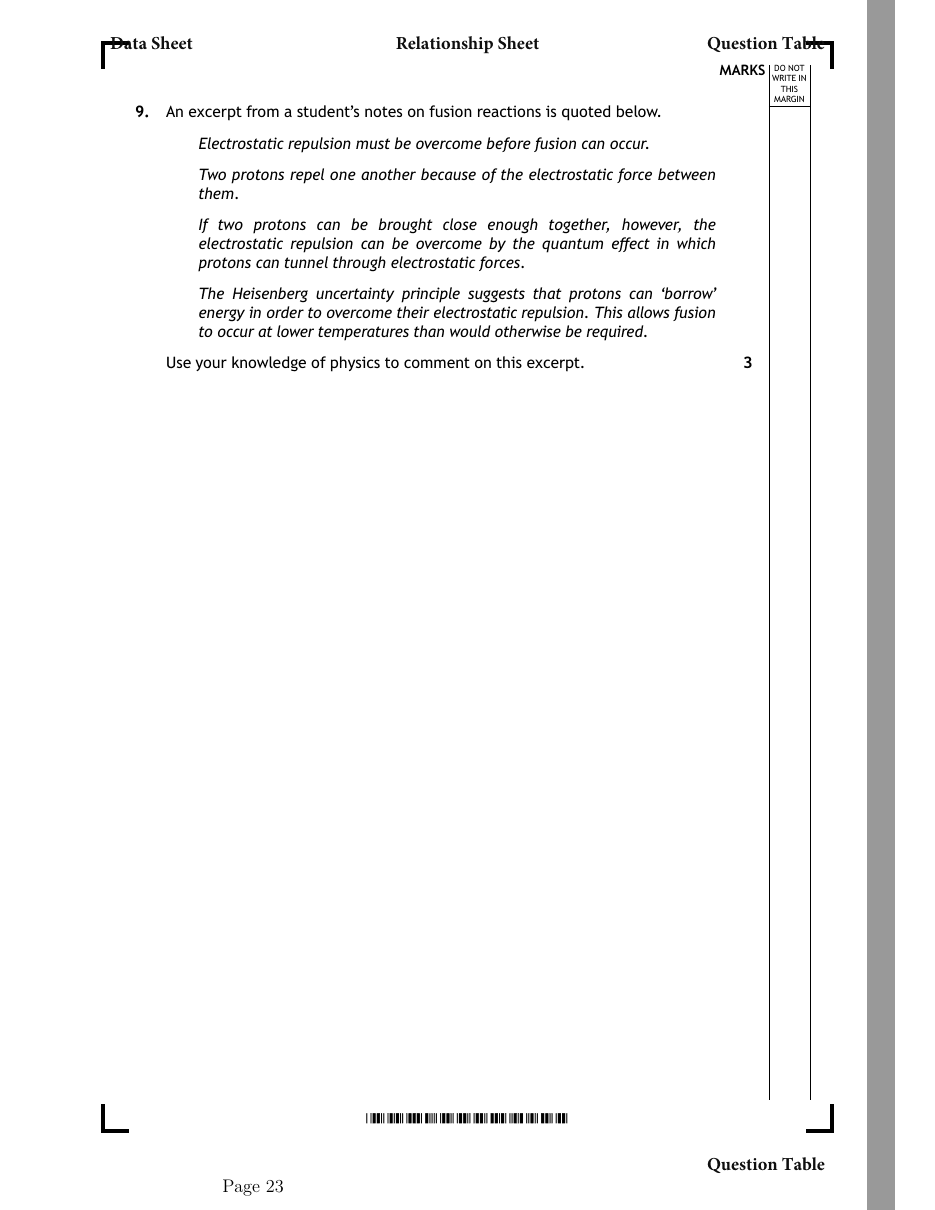 Data Sheet Relationship Sheet Question Table
MARKS
DO NOT
WRITE IN
THIS
MARGIN
9. An excerpt from a student’s notes on fusion reactions is quoted below.
Electrostatic repulsion must be overcome before fusion can occur.
Two protons repel one another because of the electrostatic force between
them.
If two protons can be brought close enough together, however, the
electrostatic repulsion can be overcome by the quantum effect in which
protons can tunnel through electrostatic forces.
The Heisenberg uncertainty principle suggests that protons can ‘borrow’
energy in order to overcome their electrostatic repulsion. This allows fusion
to occur at lower temperatures than would otherwise be required.
Use your knowledge of physics to comment on this excerpt. 3
Question Table
Page 23